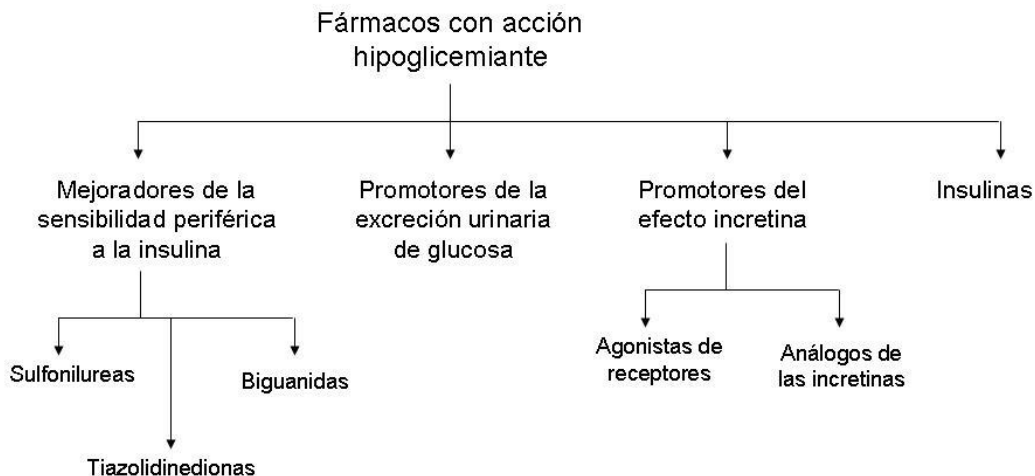 Fármacos con acción
hipoglicemiante
Mejoradores de la
sensibilidad periférica
a la insulina
Promotores de la
excreción urinaria
de glucosa
Promotores del
efecto incretina
Insulinas
Sulfonilureas
Tiazolidinedionas
Biguanidas
Agonistas de
receptores
Análogos de
las incretinas